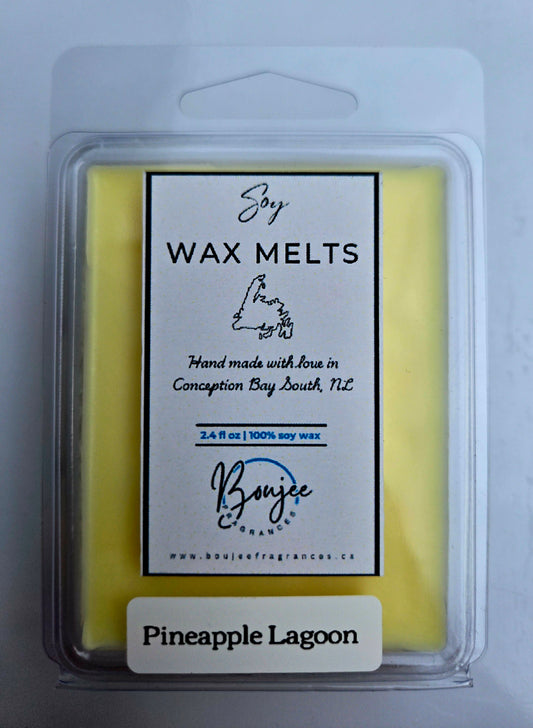 Soy
WAX MELTS
Hand made with love in
Conception Bay South, NL
2.4 fl oz | 100% soy wax
Boujee
FRAGRANCES
www.boujeefragrances.ca
Pineapple Lagoon